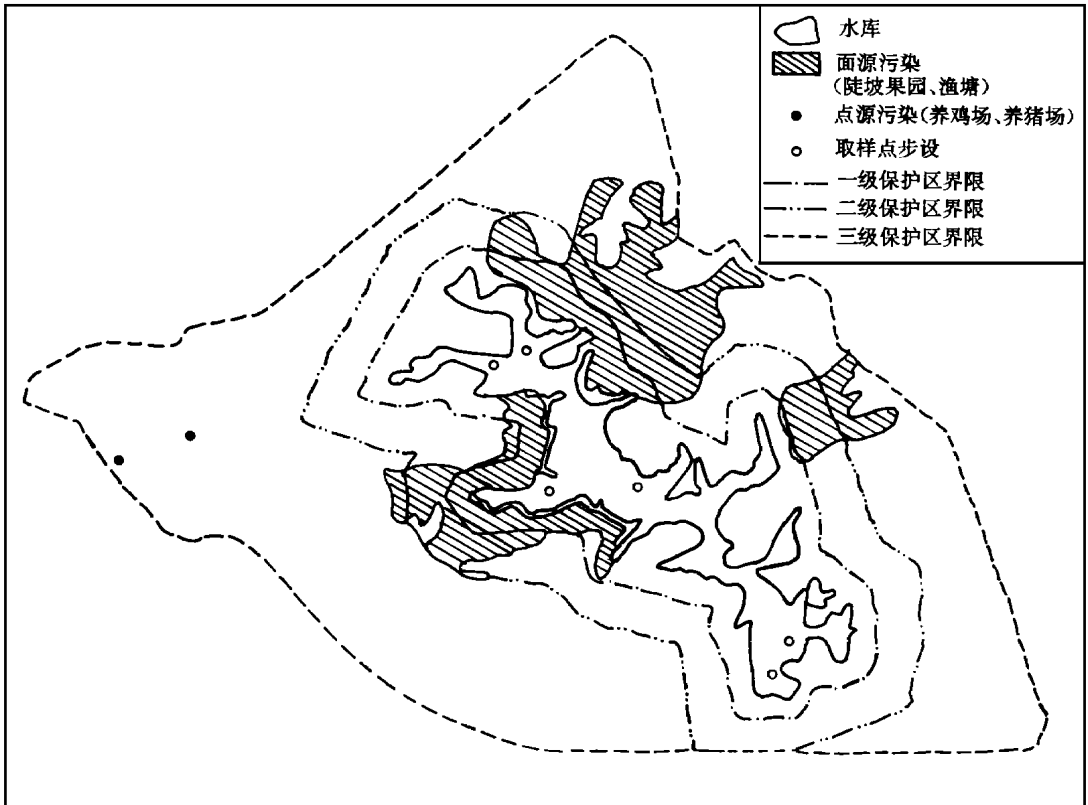 水库
面源污染
(陡坡果园、渔塘)
点源污染(养鸡场、养猪场)
取样点步设
一级保护区界限
二级保护区界限
三级保护区界限